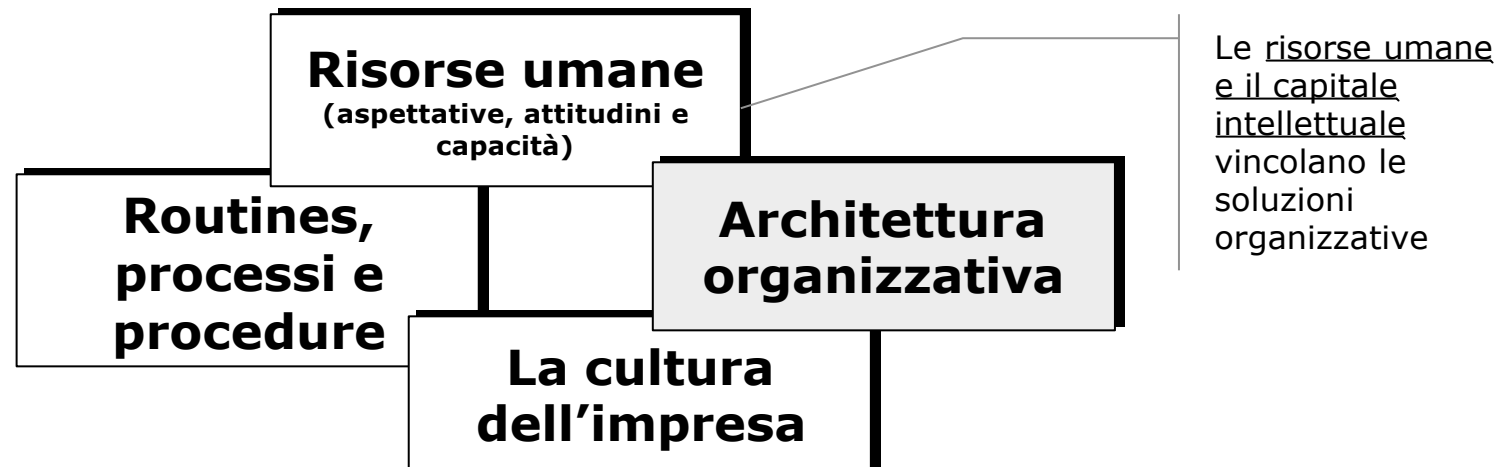 Risorse umane
(aspettative, attitudini e
capacità)
Le risorse umane
e il capitale
intellettuale
vincolano le
soluzioni
organizzative
Routines,
processi e
procedure
Architettura
organizzativa
La cultura
dell’impresa